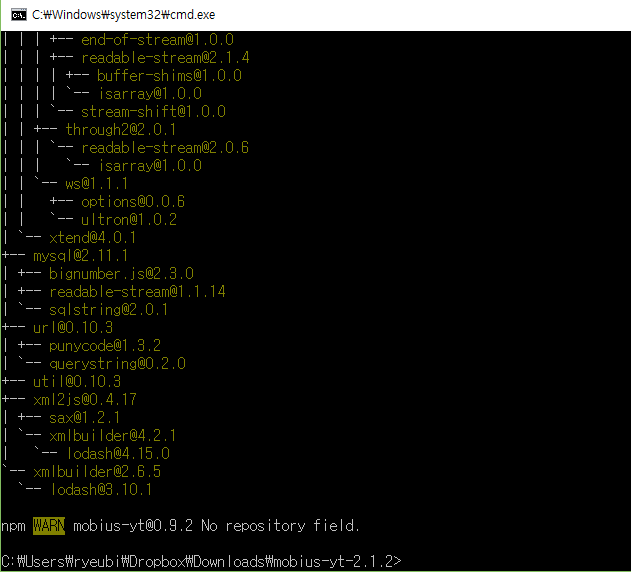 C:₩Windows₩system32₩cmd.exe
| | | +-- end-of-stream@1.0.0
| | | +-- readable-stream@2.1.4
| | | | +-- buffer-shims@1.0.0
| | | | `-- isarray@1.0.0
| | | `-- stream-shift@1.0.0
| | +-- through2@2.0.1
| | | `-- readable-stream@2.0.6
| | |   `-- isarray@1.0.0
| | `-- ws@1.1.1
| |   +-- options@0.0.6
| |   `-- ultron@1.0.2
| `-- xtend@4.0.1
+-- mysql@2.11.1
| +-- bignumber.js@2.3.0
| +-- readable-stream@1.1.14
| `-- sqlstring@2.0.1
+-- url@0.10.3
| +-- punycode@1.3.2
| `-- querystring@0.2.0
+-- util@0.10.3
+-- xml2js@0.4.17
| +-- sax@1.2.1
| `-- xmlbuilder@4.2.1
|   `-- lodash@4.15.0
`-- xmlbuilder@2.6.5
  `-- lodash@3.10.1
npm WARN mobius-yt@0.9.2 No repository field.
C:₩Users₩ryeubi₩Dropbox₩Downloads₩mobius-yt-2.1.2>